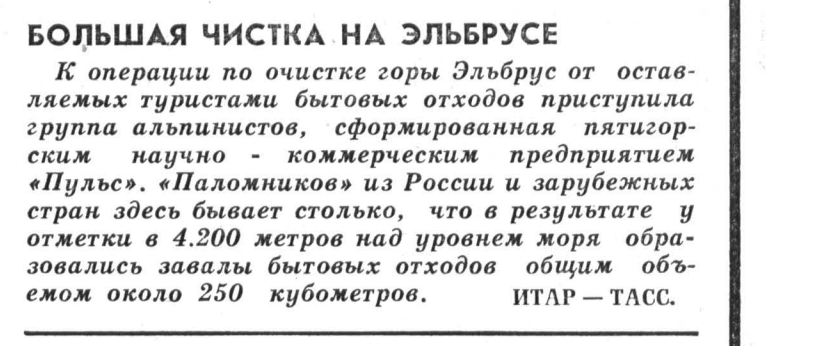 БОЛЬШАЯ ЧИСТКА НА ЭЛЬБРУСЕ
К операции по очистке горы Эльбрус от остав-
ляемых туристами бытовых отходов приступила
группа альпинистов, сформированная пятигор-
ским научно - коммерческим предприятием
«Пульс». «Паломников» из России и зарубежных
стран здесь бывает столько, что в результате у
отметки в 4.200 метров над уровнем моря обра-
зовались завалы бытовых отходов общим объ-
емом около 250 кубометров. ИТАР — ТАСС.